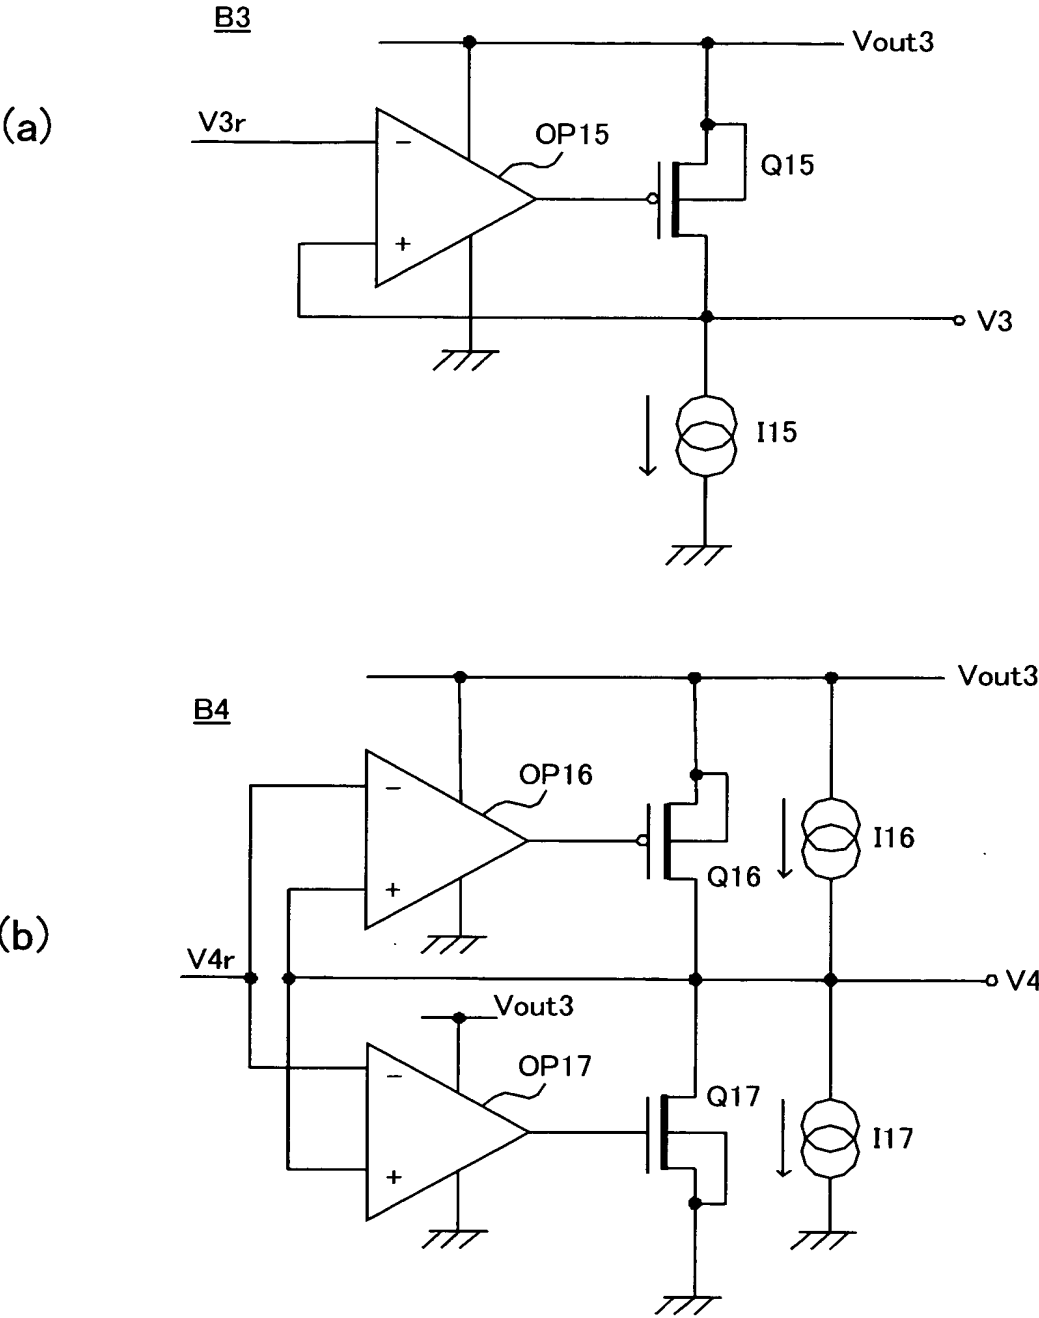 B3
Vout3
(a)
V3r
OP15
Q15
−
+
V3
I15
Vout3
B4
OP16
−
I16
Q16
+
(b)
V4r
V4
Vout3
OP17
−
Q17
I17
+